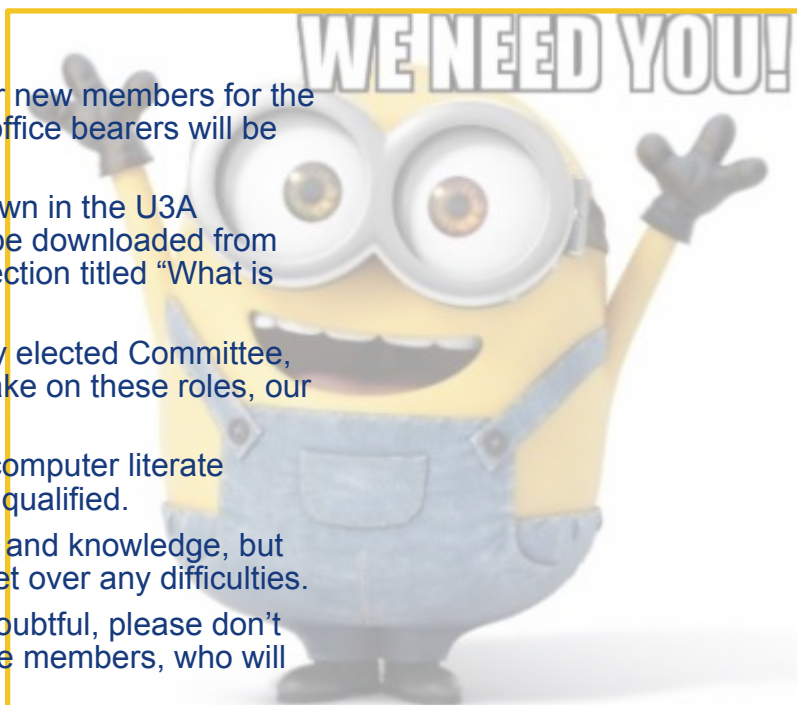 WE NEED YOU!
new members for the
office bearers will be
wn in the U3A
be downloaded from
ection titled “What is
y elected Committee,
ake on these roles, our
computer literate
qualified.
and knowledge, but
et over any difficulties.
oubtful, please don’t
e members, who will